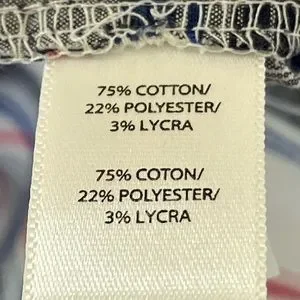 75% COTTON/
22% POLYESTER/
3% LYCRA
75% COTON/
22% POLYESTER/
3% LYCRA